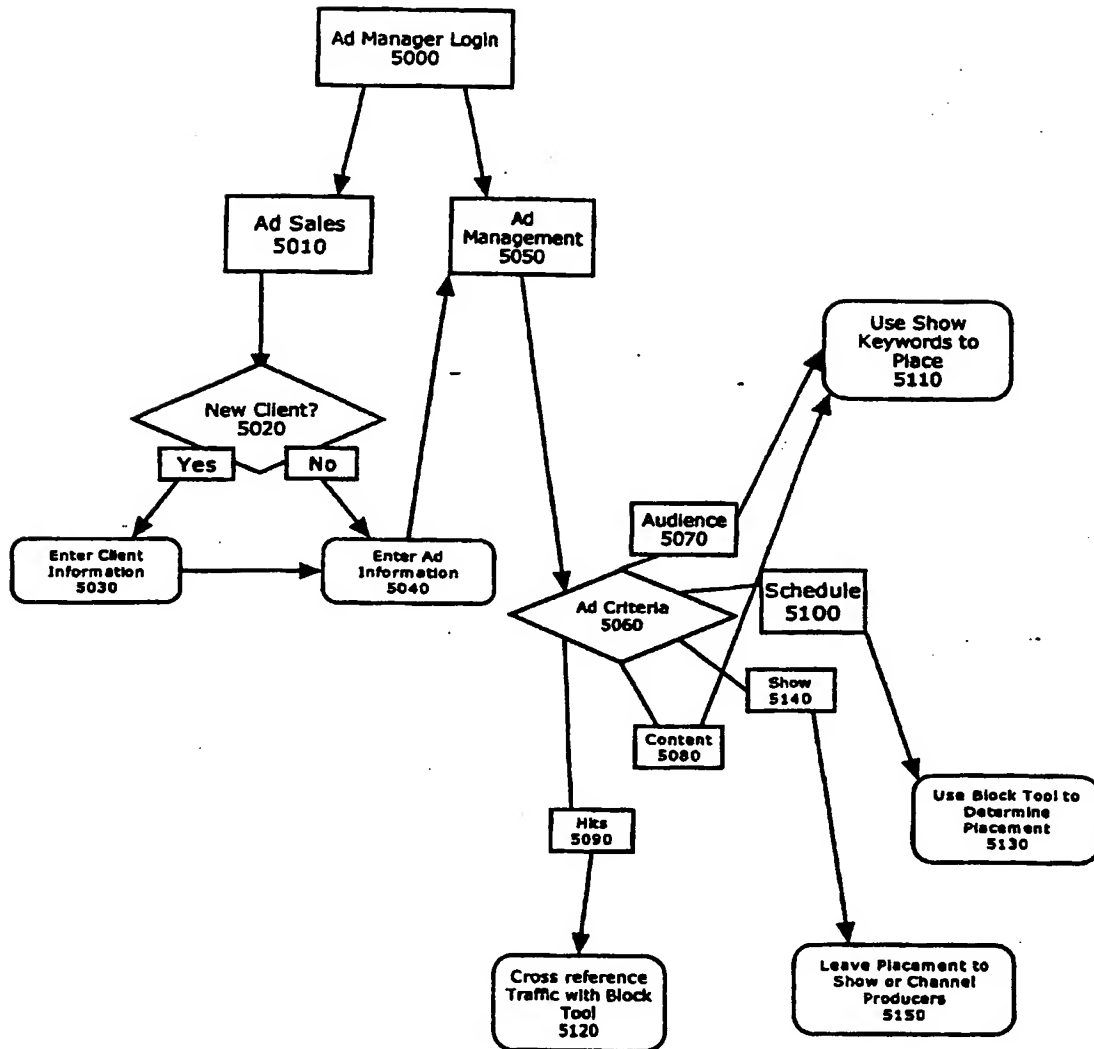 Ad Manager Login
5000
Ad Sales
5010
Ad
Management
5050
New Client?
5020
Yes
No
Enter Client
Information
5030
Enter Ad
Information
5040
Use Show
Keywords to
Place
5110
Audience
5070
Ad Criteria
5060
Schedule
5100
Show
5140
Content
5080
Hits
5090
Use Block Tool to
Determine
Placement
5130
Cross reference
Traffic with Block
Tool
5120
Leave Placement to
Show or Channel
Producers
5150